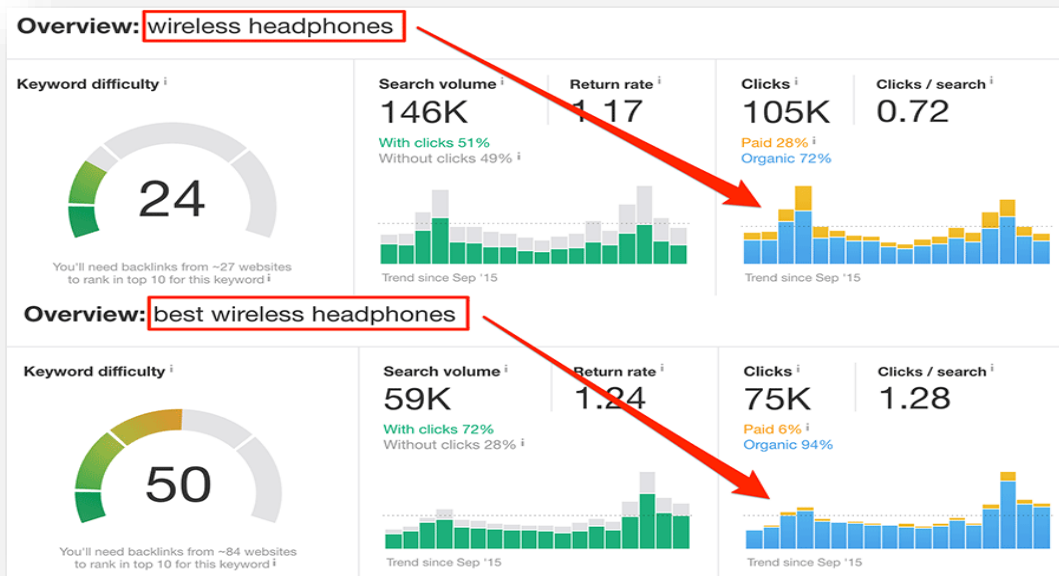 Overview: wireless headphones
Keyword difficulty i
Search volume i
Return rate i
Clicks i
Clicks / search i
146K
1.17
105K
0.72
With clicks 51%
Without clicks 49% i
Paid 28% i
Organic 72%
24
You'll need backlinks from ~27 websites
to rank in top 10 for this keyword i
Trend since Sep '15
Trend since Sep '15
Overview: best wireless headphones
Keyword difficulty i
Search volume i
Return rate i
Clicks i
Clicks / search i
59K
1.24
75K
1.28
With clicks 72%
Without clicks 28% i
Paid 6% i
Organic 94%
50
You'll need backlinks from ~84 websites
to rank in top 10 for this keyword i
Trend since Sep '15
Trend since Sep '15